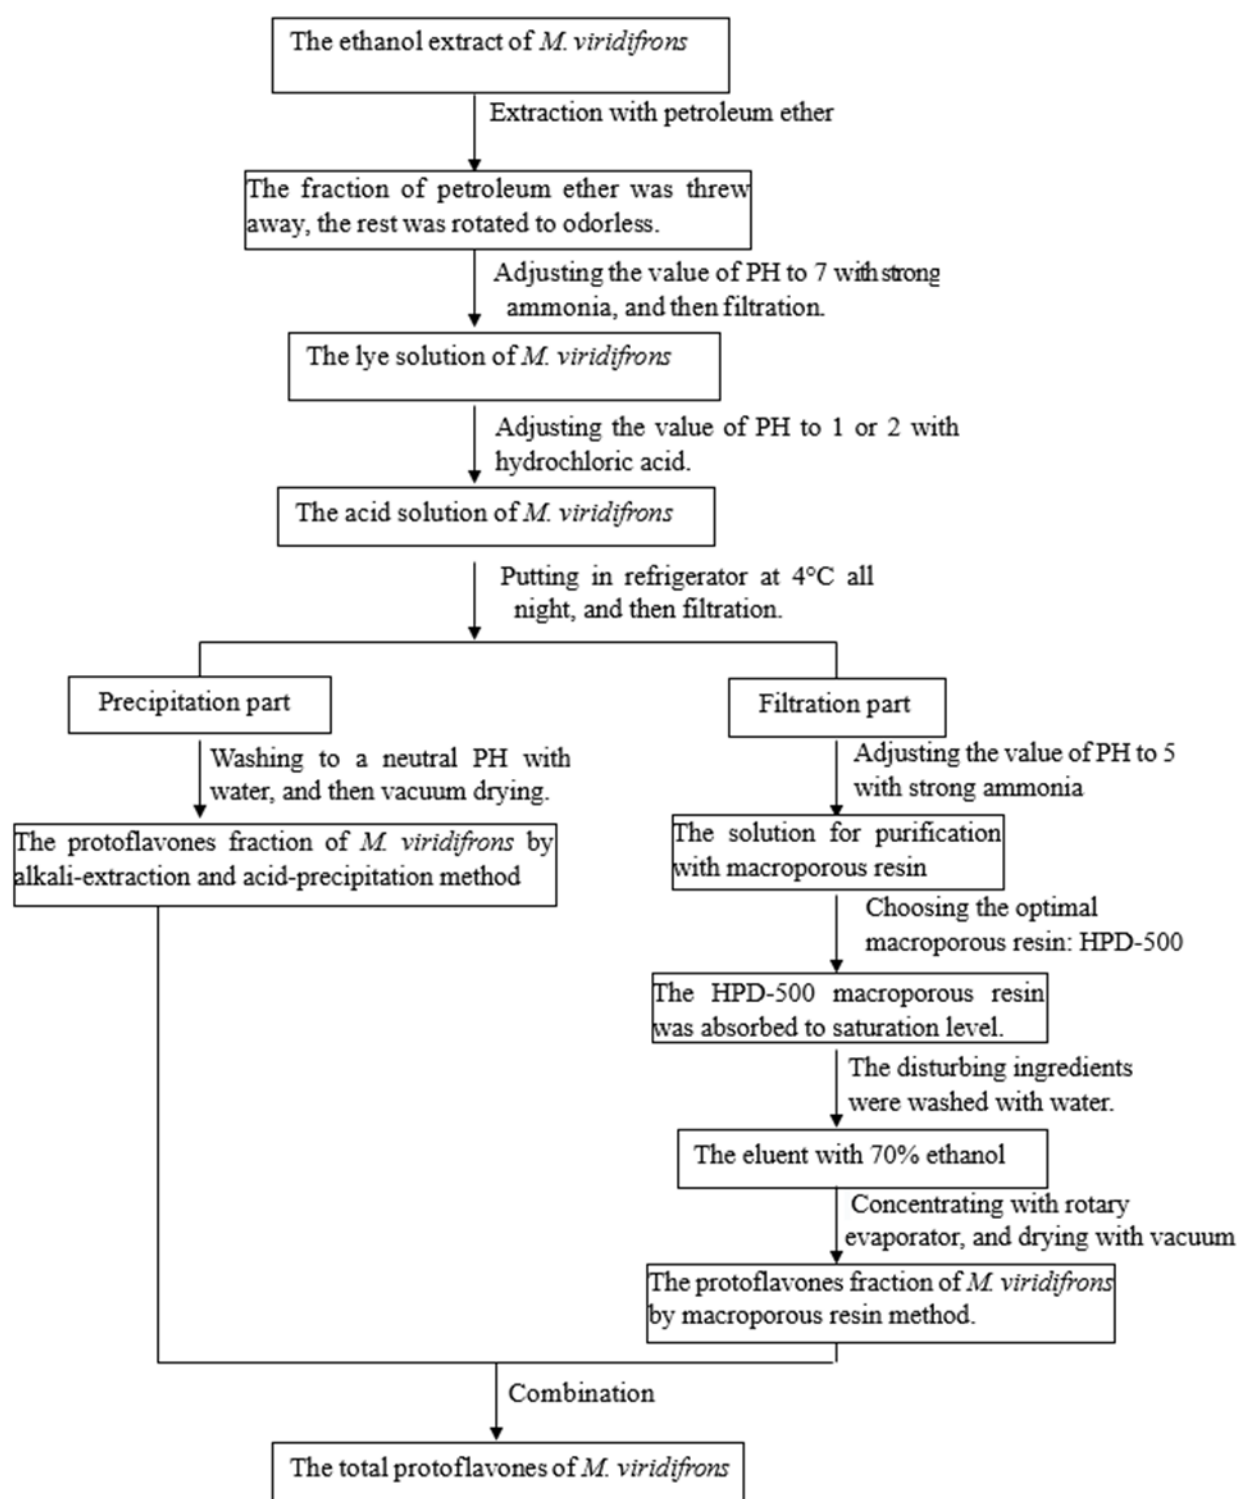 The ethanol extract of M. viridifrons
Extraction with petroleum ether
The fraction of petroleum ether was threw
away, the rest was rotated to odorless.
Adjusting the value of PH to 7 with strong
ammonia, and then filtration.
The lye solution of M. viridifrons
Adjusting the value of PH to 1 or 2 with
hydrochloric acid.
The acid solution of M. viridifrons
Putting in refrigerator at 4°C all
night, and then filtration.
Precipitation part
Washing to a neutral PH with
water, and then vacuum drying.
The protoflavones fraction of M. viridifrons by
alkali-extraction and acid-precipitation method
Filtration part
Adjusting the value of PH to 5
with strong ammonia
The solution for purification
with macroporous resin
Choosing the optimal
macroporous resin: HPD-500
The HPD-500 macroporous resin
was absorbed to saturation level.
The disturbing ingredients
were washed with water.
The eluent with 70% ethanol
Concentrating with rotary
evaporator, and drying with vacuum
The protoflavones fraction of M. viridifrons
by macroporous resin method.
Combination
The total protoflavones of M. viridifrons